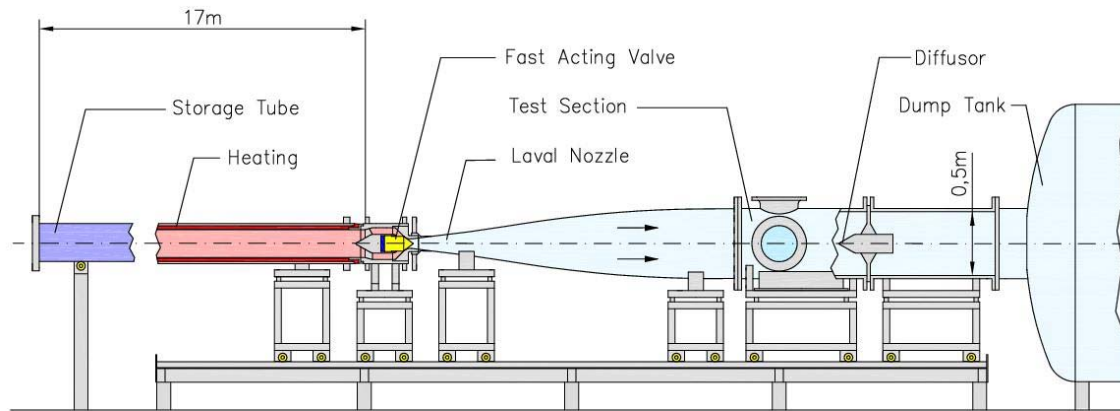 17m
Fast Acting Valve
Diffusor
Storage Tube
Test Section
Dump Tank
Heating
Laval Nozzle
0,5m